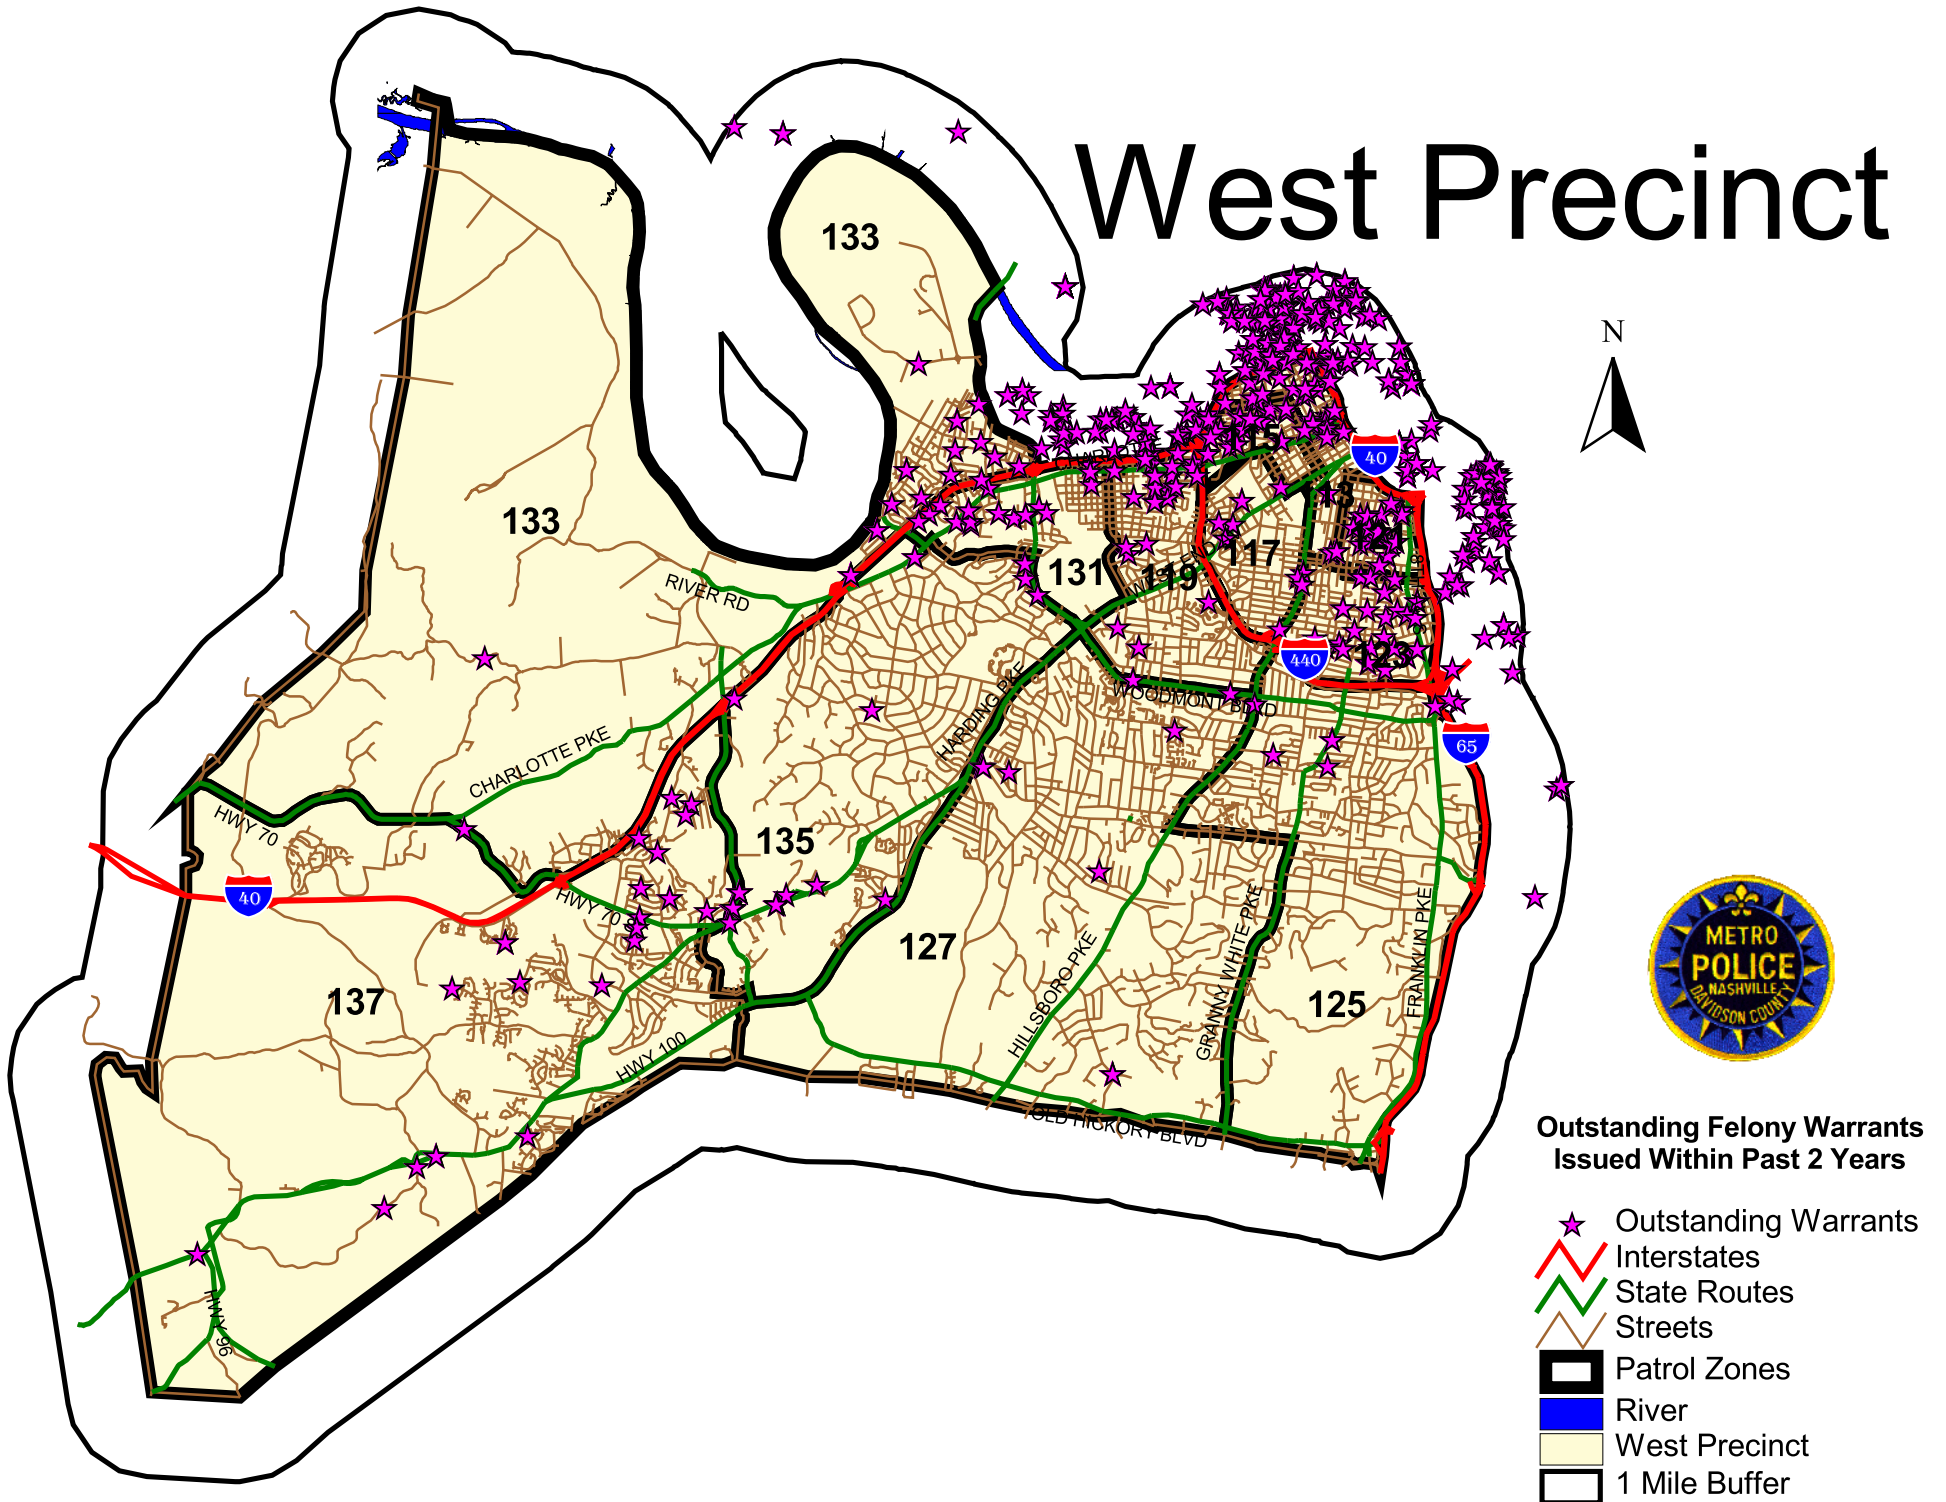 West Precinct
N
133
133
115
40
13
121
117
131
119
RIVER RD
440
123
WOODMONT BLVD
HARDING PKE
65
CHARLOTTE PKE
HWY 70
135
40
HWY 70 S
127
137
125
HILLSBORO PKE
GRANNY WHITE PKE
FRANKLIN PKE
HWY 100
OLD HICKORY BLVD
HWY 96
METRO
POLICE
NASHVILLE
DAVIDSON COUNTY
Outstanding Felony Warrants
Issued Within Past 2 Years
Outstanding Warrants
Interstates
State Routes
Streets
Patrol Zones
River
West Precinct
1 Mile Buffer